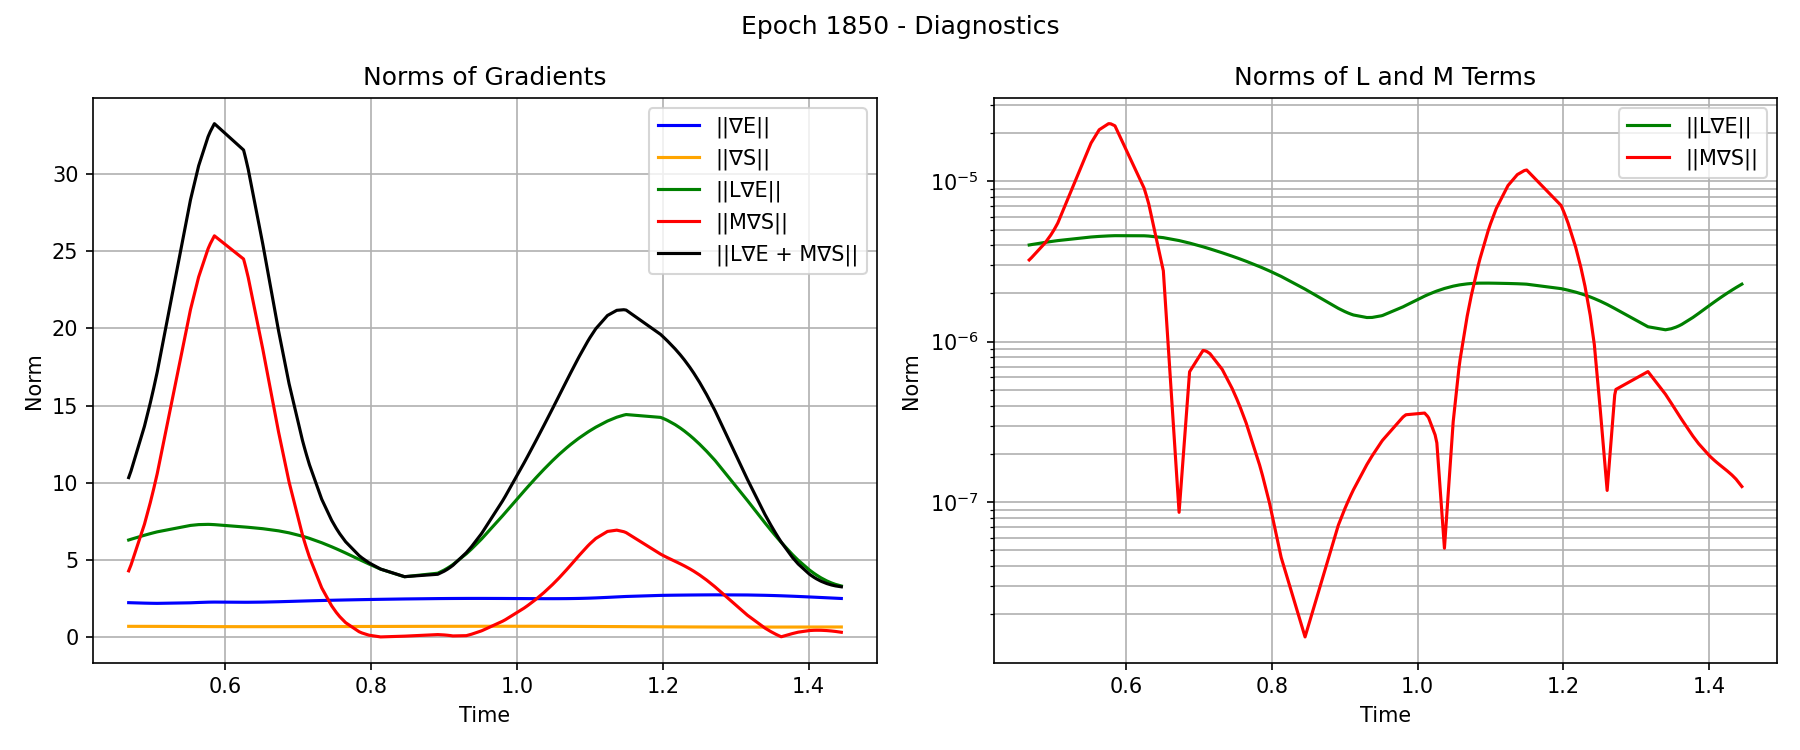 Epoch 1850 - Diagnostics
Norms of Gradients
||∇E||
||∇S||
||L∇E||
||M∇S||
||L∇E + M∇S||
30
25
20
15
10
5
0
Norm
0.6 0.8 1.0 1.2 1.4
Time
Norms of L and M Terms
||L∇E||
||M∇S||
10⁻⁵
10⁻⁶
10⁻⁷
Norm
0.6 0.8 1.0 1.2 1.4
Time